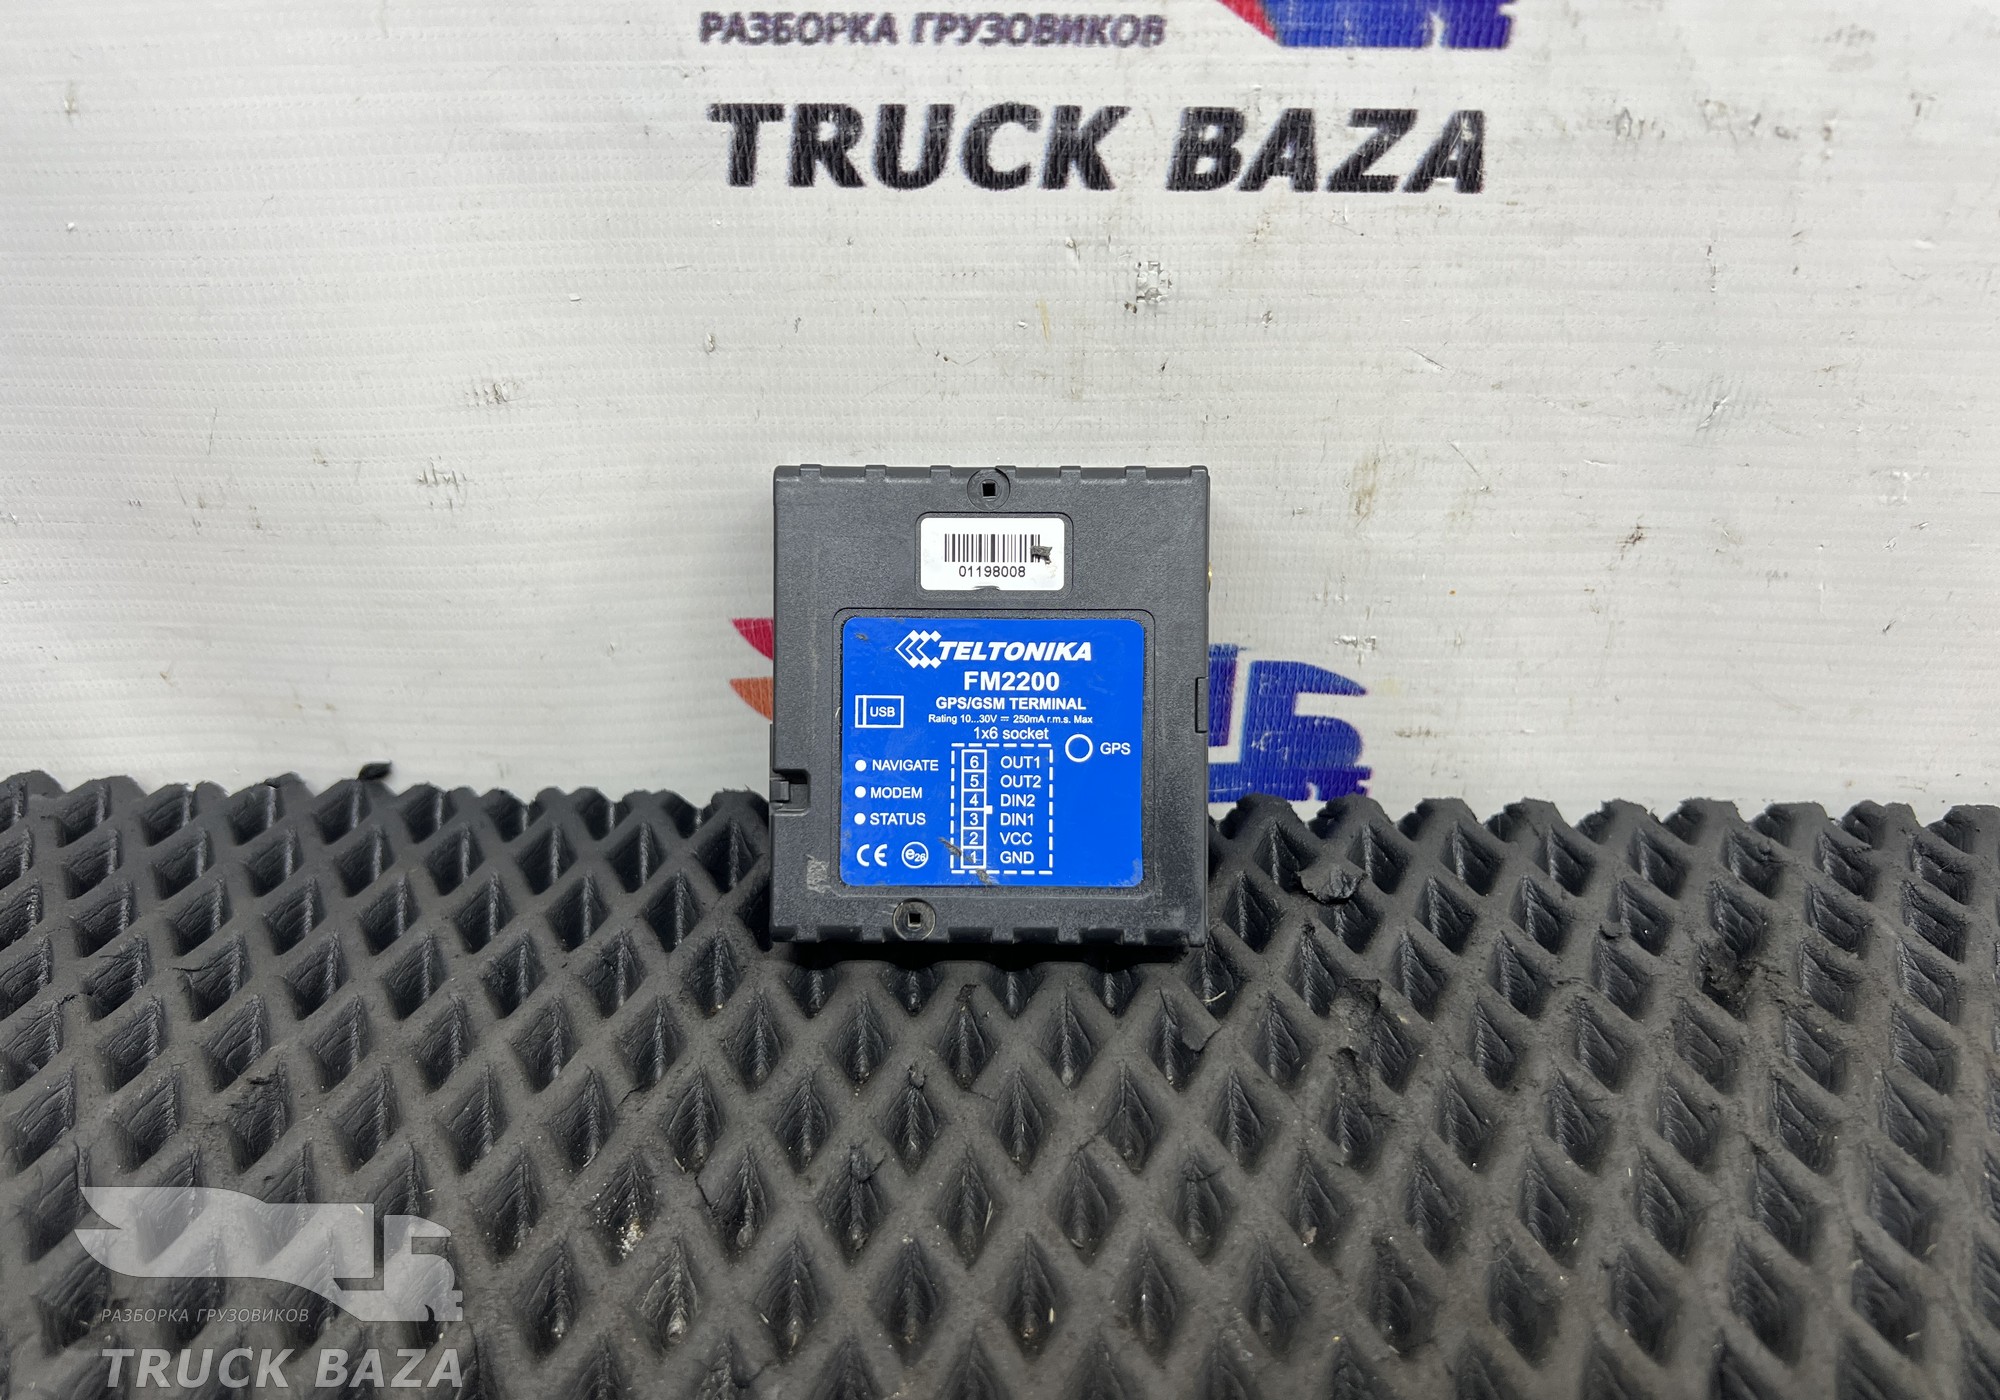 РАЗБОРКА ГРУЗОВИКОВ
TRUCK BAZA
01198008
TELTONIKA
FM2200
GPS/GSM TERMINAL
Rating 10...30V ⎓ 250mA r.m.s. Max
1x6 socket
USB
GPS
NAVIGATE
MODEM
STATUS
6 OUT1
5 OUT2
4 DIN2
3 DIN1
2 VCC
1 GND
CE e26
РАЗБОРКА ГРУЗОВИКОВ
TRUCK BAZA